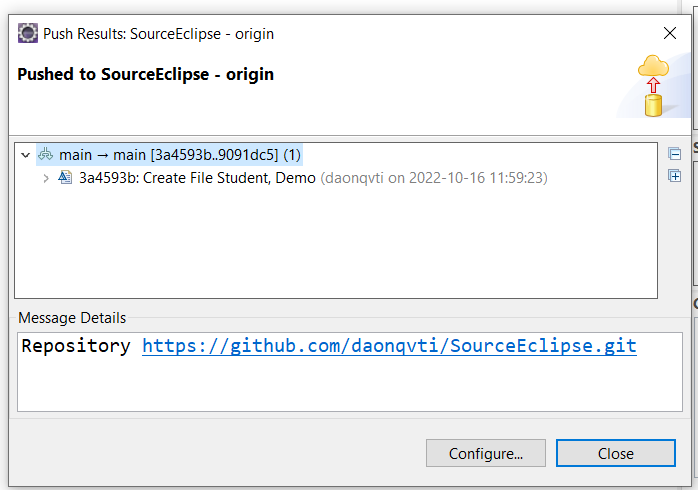 Push Results: SourceEclipse - origin
Pushed to SourceEclipse - origin
main → main [3a4593b..9091dc5] (1)
3a4593b: Create File Student, Demo (daonqvti on 2022-10-16 11:59:23)
Message Details
Repository https://github.com/daonqvti/SourceEclipse.git
Configure... Close